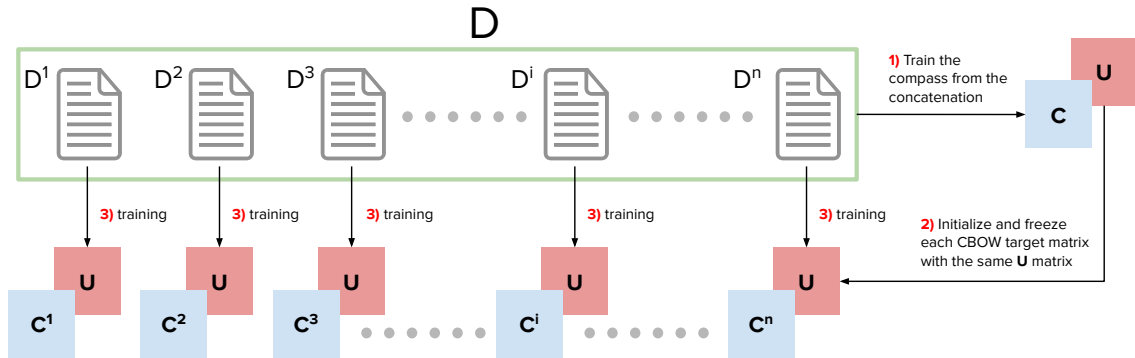 D
D¹ D² D³ Dⁱ Dⁿ
1) Train the
compass from the
concatenation
U
C
3) training 3) training 3) training 3) training 3) training
2) Initialize and freeze
each CBOW target matrix
with the same U matrix
U U U U U
C¹ C² C³ Cⁱ Cⁿ